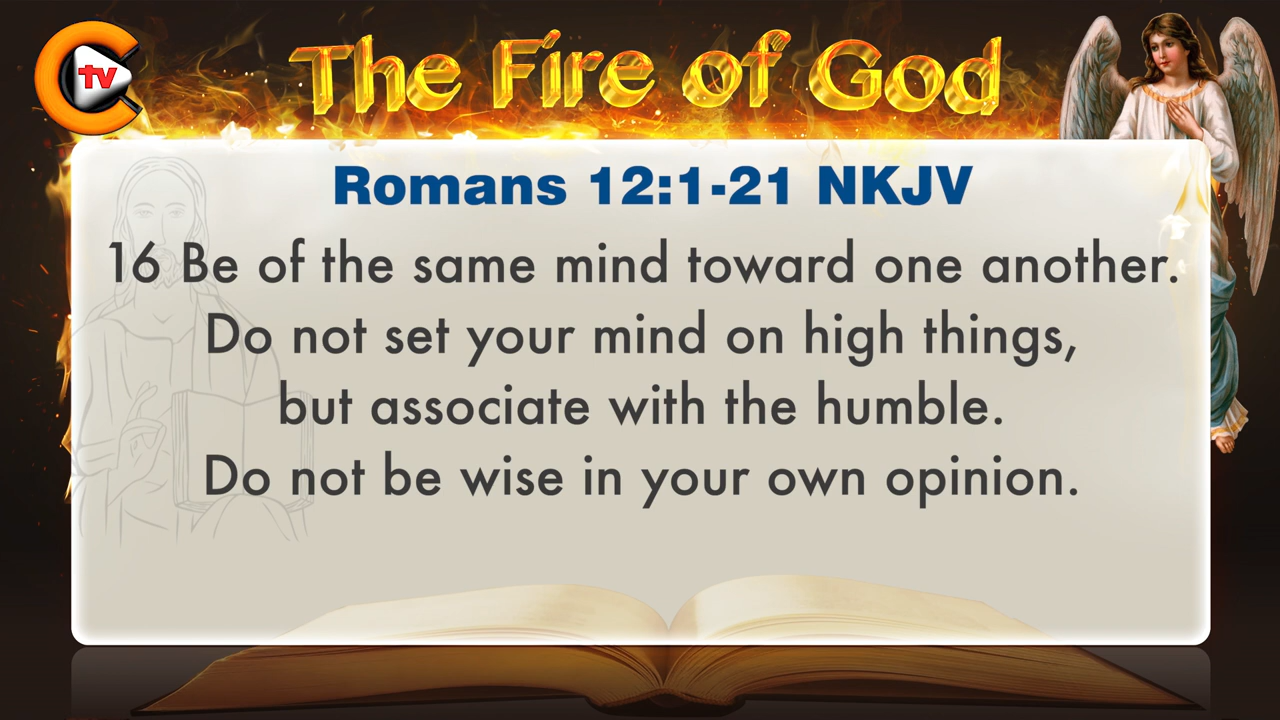 tv
The Fire of God
Romans 12:1-21 NKJV
16 Be of the same mind toward one another.
Do not set your mind on high things,
but associate with the humble.
Do not be wise in your own opinion.